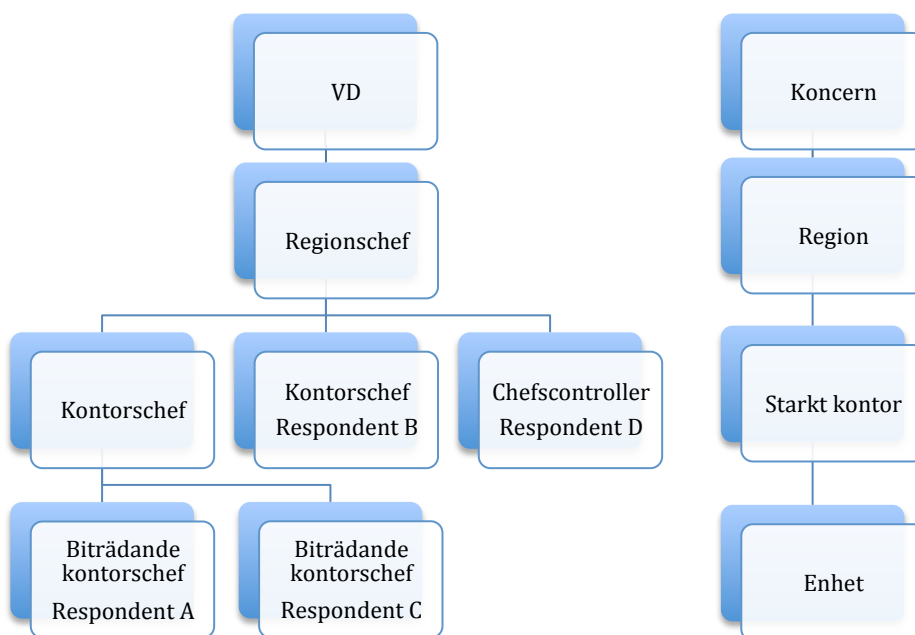 VD
Koncern
Regionschef
Region
Kontorschef
Kontorschef
Respondent B
Chefscontroller
Respondent D
Starkt kontor
Biträdande
kontorschef
Respondent A
Biträdande
kontorschef
Respondent C
Enhet